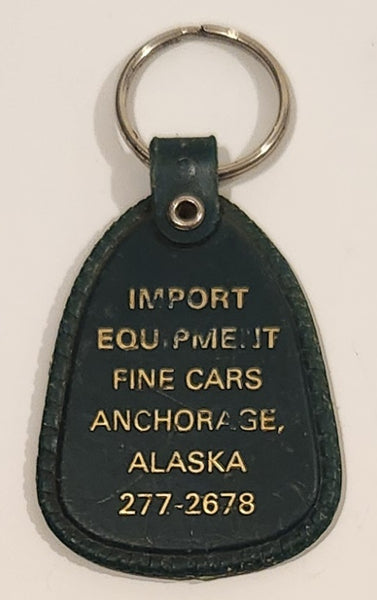 IMPORT
EQUIPMENT
FINE CARS
ANCHORAGE,
ALASKA
277-2678